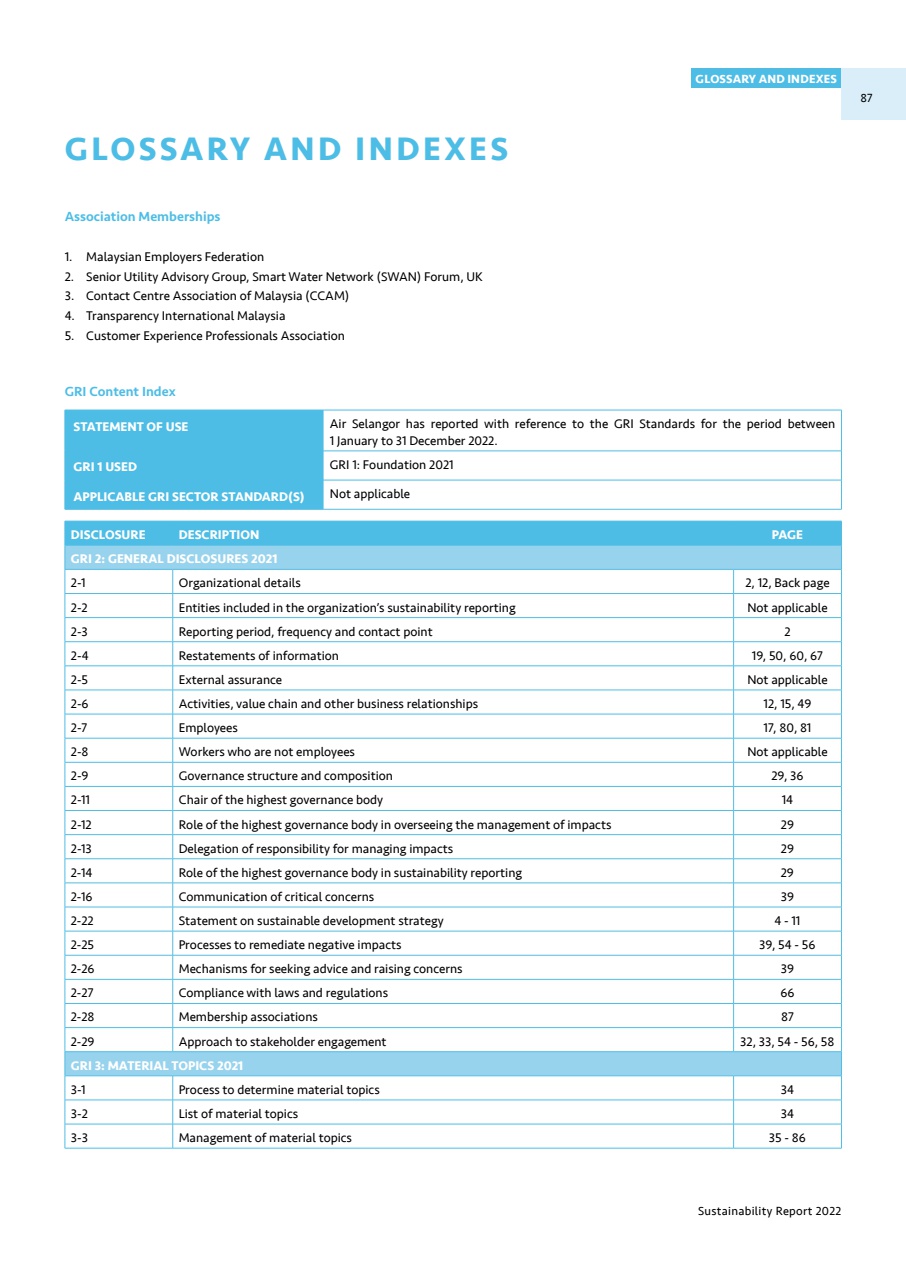 GLOSSARY AND INDEXES
87
GLOSSARY AND INDEXES
Association Memberships
1. Malaysian Employers Federation
2. Senior Utility Advisory Group, Smart Water Network (SWAN) Forum, UK
3. Contact Centre Association of Malaysia (CCAM)
4. Transparency International Malaysia
5. Customer Experience Professionals Association
GRI Content Index
STATEMENT OF USE
Air Selangor has reported with reference to the GRI Standards for the period between
1 January to 31 December 2022.
GRI 1 USED
GRI 1: Foundation 2021
APPLICABLE GRI SECTOR STANDARD(S)
Not applicable
DISCLOSURE DESCRIPTION PAGE
GRI 2: GENERAL DISCLOSURES 2021
2-1 Organizational details 2, 12, Back page
2-2 Entities included in the organization's sustainability reporting Not applicable
2-3 Reporting period, frequency and contact point 2
2-4 Restatements of information 19, 50, 60, 67
2-5 External assurance Not applicable
2-6 Activities, value chain and other business relationships 12, 15, 49
2-7 Employees 17, 80, 81
2-8 Workers who are not employees Not applicable
2-9 Governance structure and composition 29, 36
2-11 Chair of the highest governance body 14
2-12 Role of the highest governance body in overseeing the management of impacts 29
2-13 Delegation of responsibility for managing impacts 29
2-14 Role of the highest governance body in sustainability reporting 29
2-16 Communication of critical concerns 39
2-22 Statement on sustainable development strategy 4 - 11
2-25 Processes to remediate negative impacts 39, 54 - 56
2-26 Mechanisms for seeking advice and raising concerns 39
2-27 Compliance with laws and regulations 66
2-28 Membership associations 87
2-29 Approach to stakeholder engagement 32, 33, 54 - 56, 58
GRI 3: MATERIAL TOPICS 2021
3-1 Process to determine material topics 34
3-2 List of material topics 34
3-3 Management of material topics 35 - 86
Sustainability Report 2022